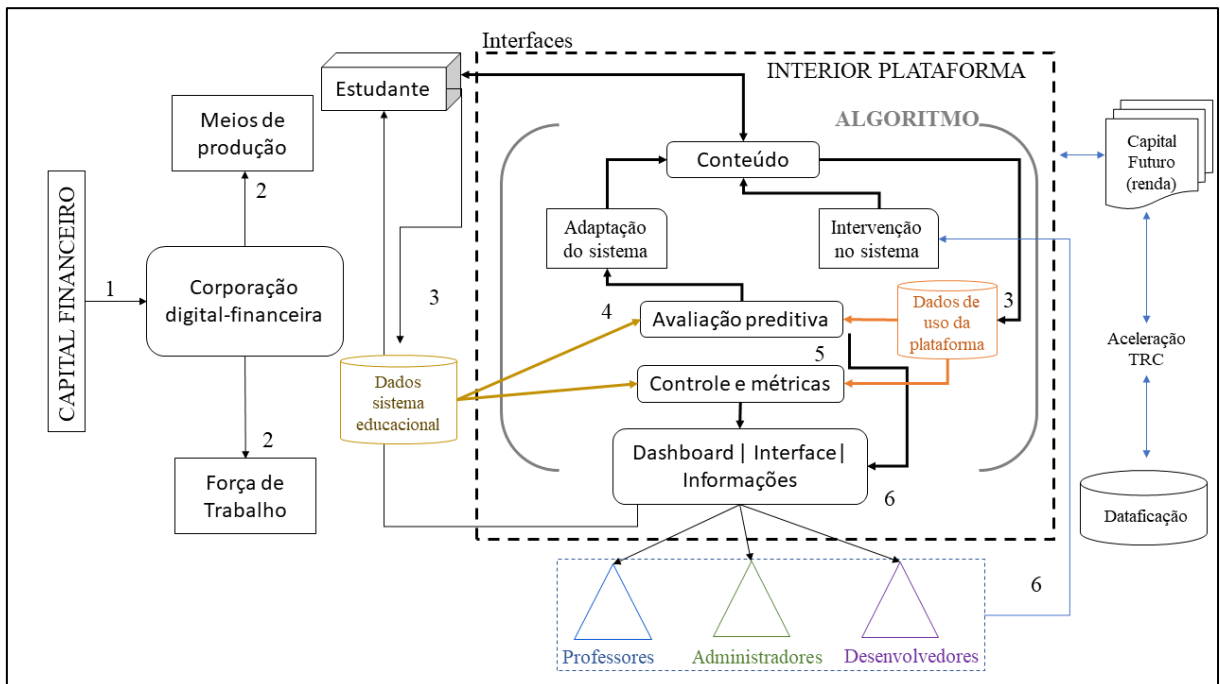 Interfaces
INTERIOR PLATAFORMA
Estudante
ALGORITMO
Meios de
produção
Conteúdo
Capital
Futuro
(renda)
2
CAPITAL FINANCEIRO
1
Corporação
digital-financeira
Adaptação
do sistema
Intervenção
no sistema
3
4
Avaliação preditiva
Dados de
uso da
plataforma
3
Aceleração
TRC
5
Dados
sistema
educacional
Controle e métricas
2
Força de
Trabalho
Dashboard | Interface|
Informações
6
Dataficação
6
Professores
Administradores
Desenvolvedores